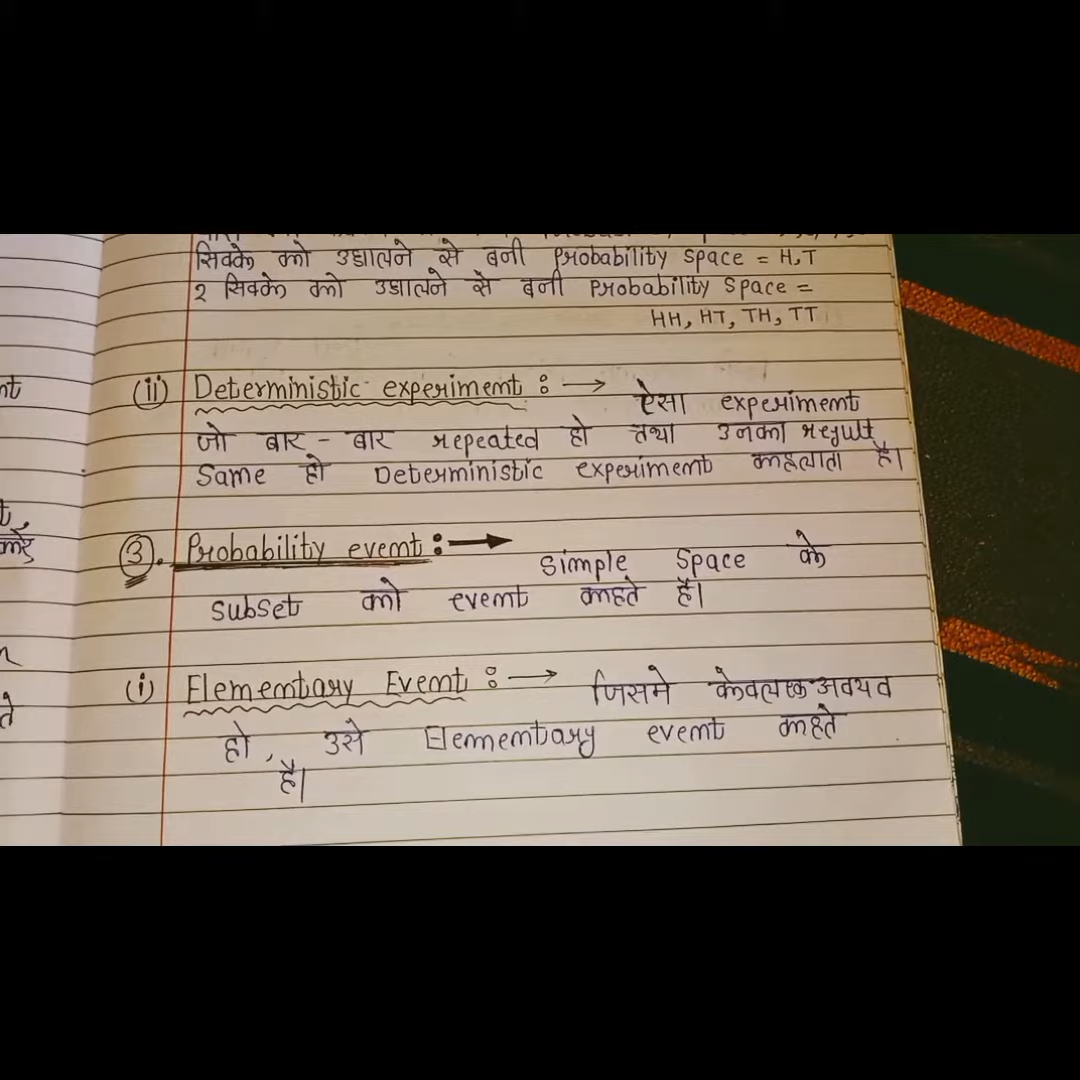 सिक्के को उछालने से बनी Probability Space = H,T
2 सिक्के को उछालने से बनी Probability Space =
HH, HT, TH, TT
(ii) Deterministic experiment :→ ऐसा experiment
जो बार - बार repeated हो तथा उनका result
Same हो Deterministic experiment कहलाता है।
3. Probability event :→ Simple Space के
subset को event कहते है।
(i) Elementary Event :→ जिसमे केवल एक अवयव
हो, उसे Elementary event कहते
है।